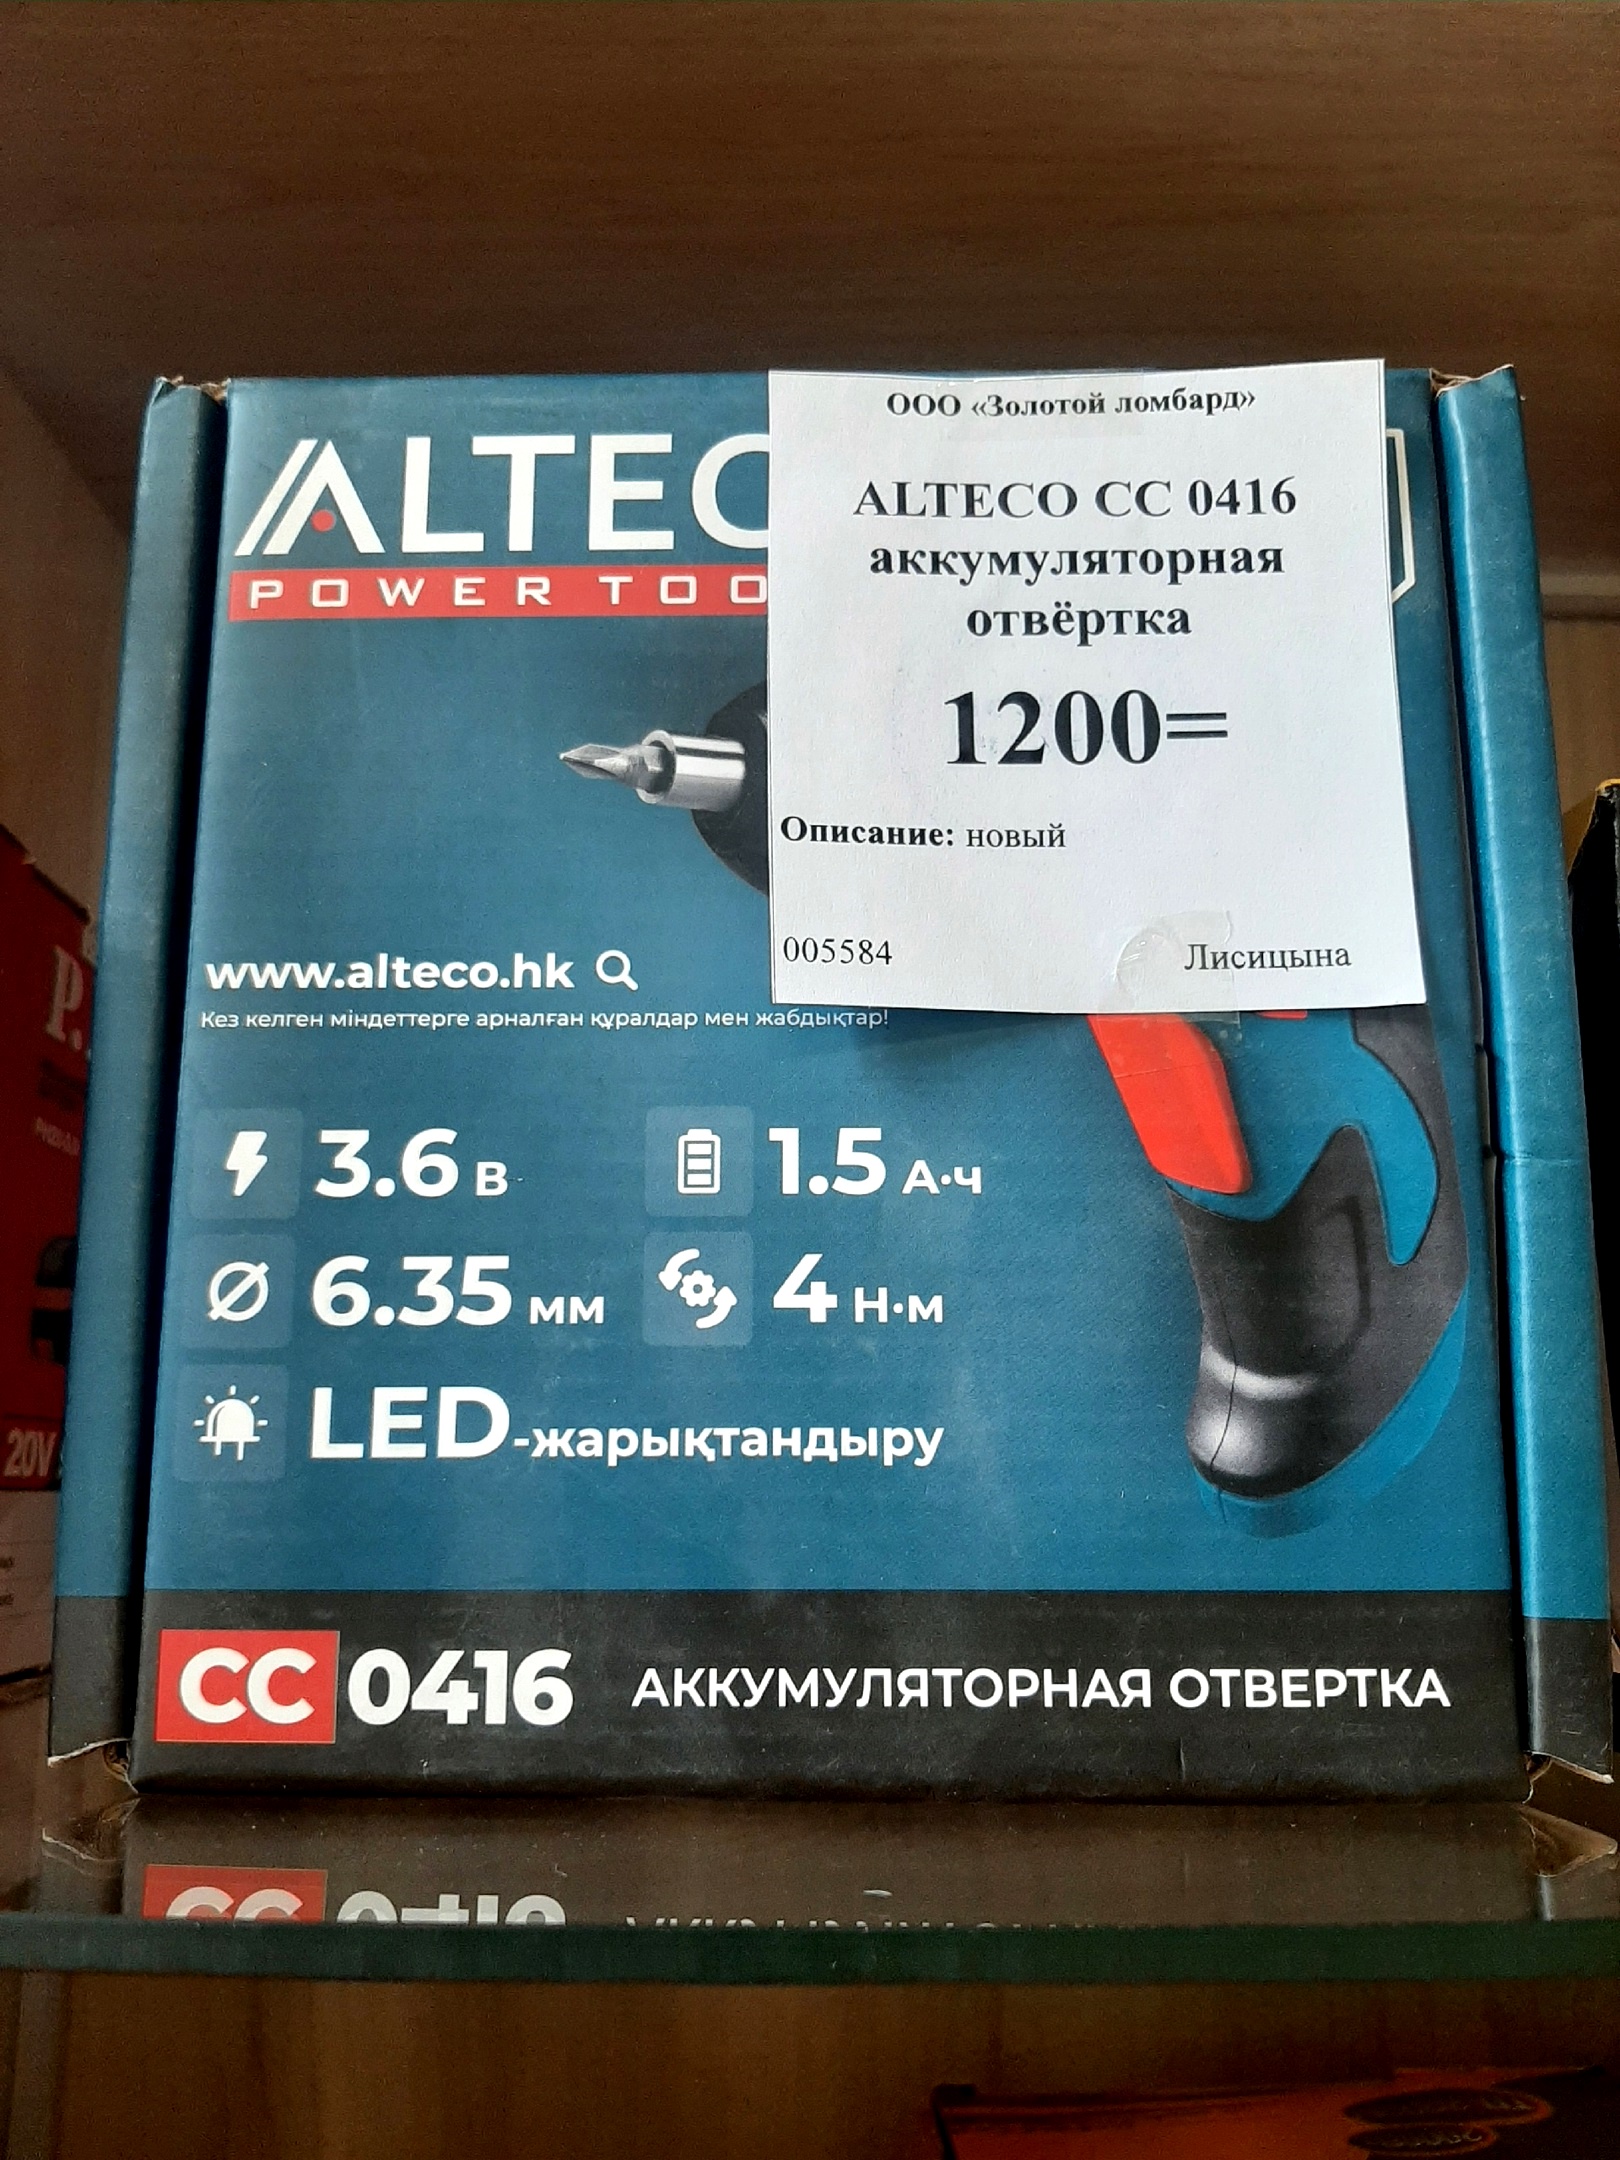 ООО «Золотой ломбард»
ALTECO CC 0416
аккумуляторная
отвёртка
1200=
Описание: новый
005584 Лисицына
ALTEC
POWER TOO
www.alteco.hk
Кез келген міндеттерге арналған құралдар мен жабдықтар!
3.6 В 1.5 А·ч
6.35 мм 4 Н·м
LED-жарықтандыру
CC 0416 АККУМУЛЯТОРНАЯ ОТВЕРТКА
P.
20V